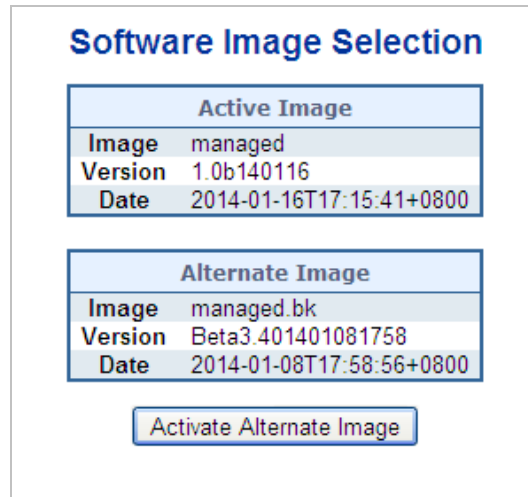 Software Image Selection
Active Image
Image managed
Version 1.0b140116
Date 2014-01-16T17:15:41+0800
Alternate Image
Image managed.bk
Version Beta3.401401081758
Date 2014-01-08T17:58:56+0800
Activate Alternate Image